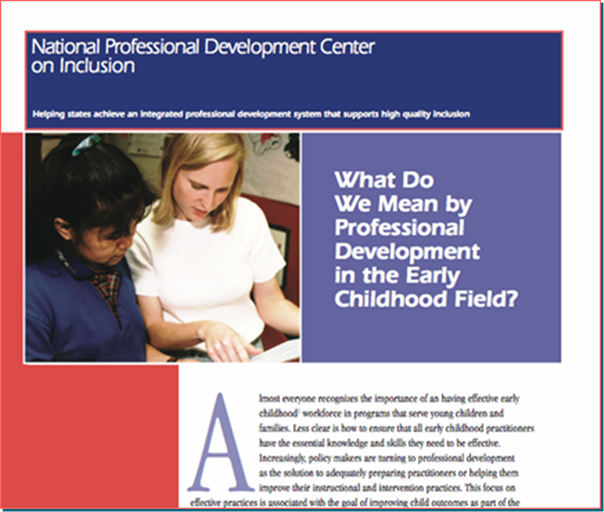 National Professional Development Center
on Inclusion
Helping states achieve an integrated professional development system that supports high quality inclusion
What Do
We Mean by
Professional
Development
in the Early
Childhood Field?
Almost everyone recognizes the importance of an having effective early
childhood¹ workforce in programs that serve young children and
families. Less clear is how to ensure that all early childhood practitioners
have the essential knowledge and skills they need to be effective.
Increasingly, policy makers are turning to professional development
as the solution to adequately preparing practitioners or helping them
improve their instructional and intervention practices. This focus on
effective practices is associated with the goal of improving child outcomes as part of the